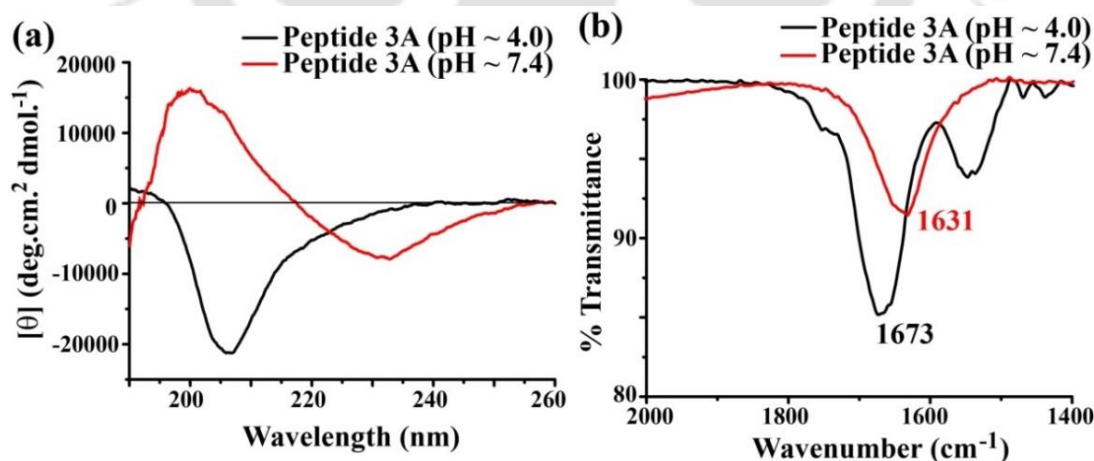 (a)
Peptide 3A (pH ~ 4.0)
Peptide 3A (pH ~ 7.4)
20000
10000
0
-10000
-20000
[θ] (deg.cm.² dmol.⁻¹)
200 220 240 260
Wavelength (nm)
(b)
Peptide 3A (pH ~ 4.0)
Peptide 3A (pH ~ 7.4)
100
90
80
% Transmittance
1631
1673
2000 1800 1600 1400
Wavenumber (cm⁻¹)